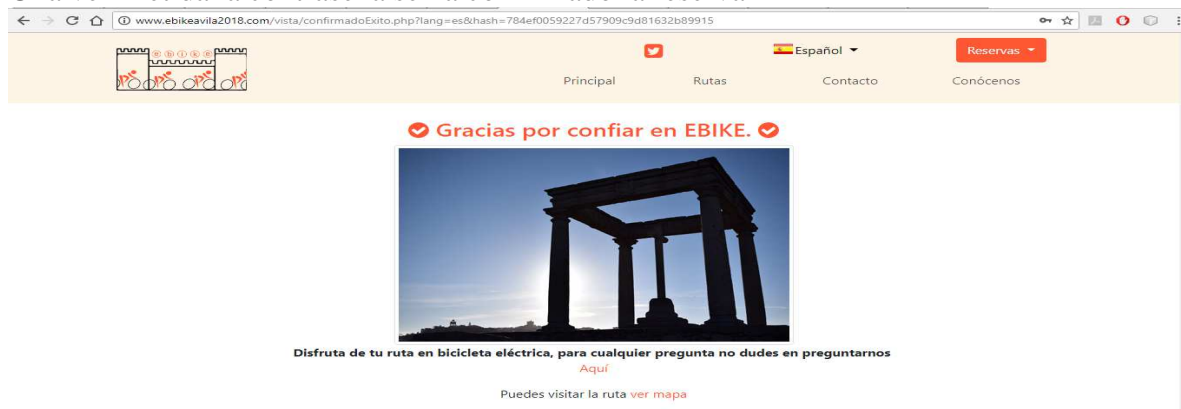 www.ebikeavila2018.com/vista/confirmadoExito.php?lang=es&hash=784ef0059227d57909c9d81632b89915
ebike
Español
Reservas
Principal Rutas Contacto Conócenos
Gracias por confiar en EBIKE.
Disfruta de tu ruta en bicicleta eléctrica, para cualquier pregunta no dudes en preguntarnos
Aquí
Puedes visitar la ruta ver mapa